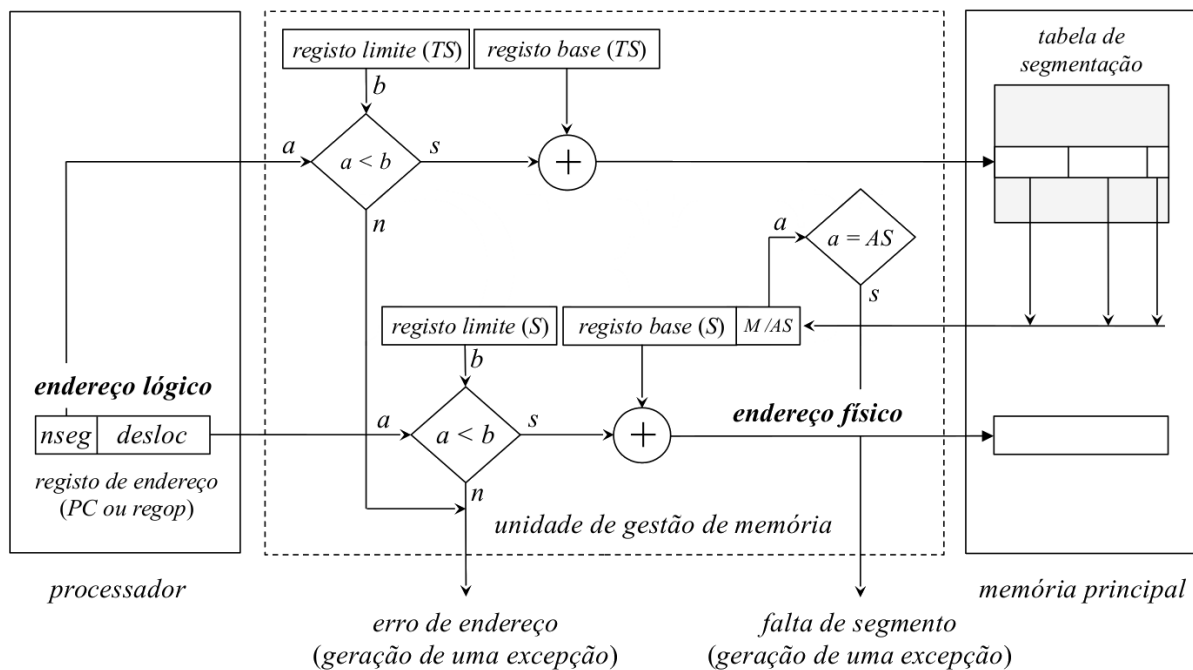 registo limite (TS)
registo base (TS)
tabela de
segmentação
b
a
a < b
s
+
n
a
a = AS
s
registo limite (S)
registo base (S)
M /AS
b
endereço lógico
endereço físico
nseg
desloc
a
a < b
s
+
n
registo de endereço
(PC ou regop)
unidade de gestão de memória
processador
memória principal
erro de endereço
(geração de uma excepção)
falta de segmento
(geração de uma excepção)